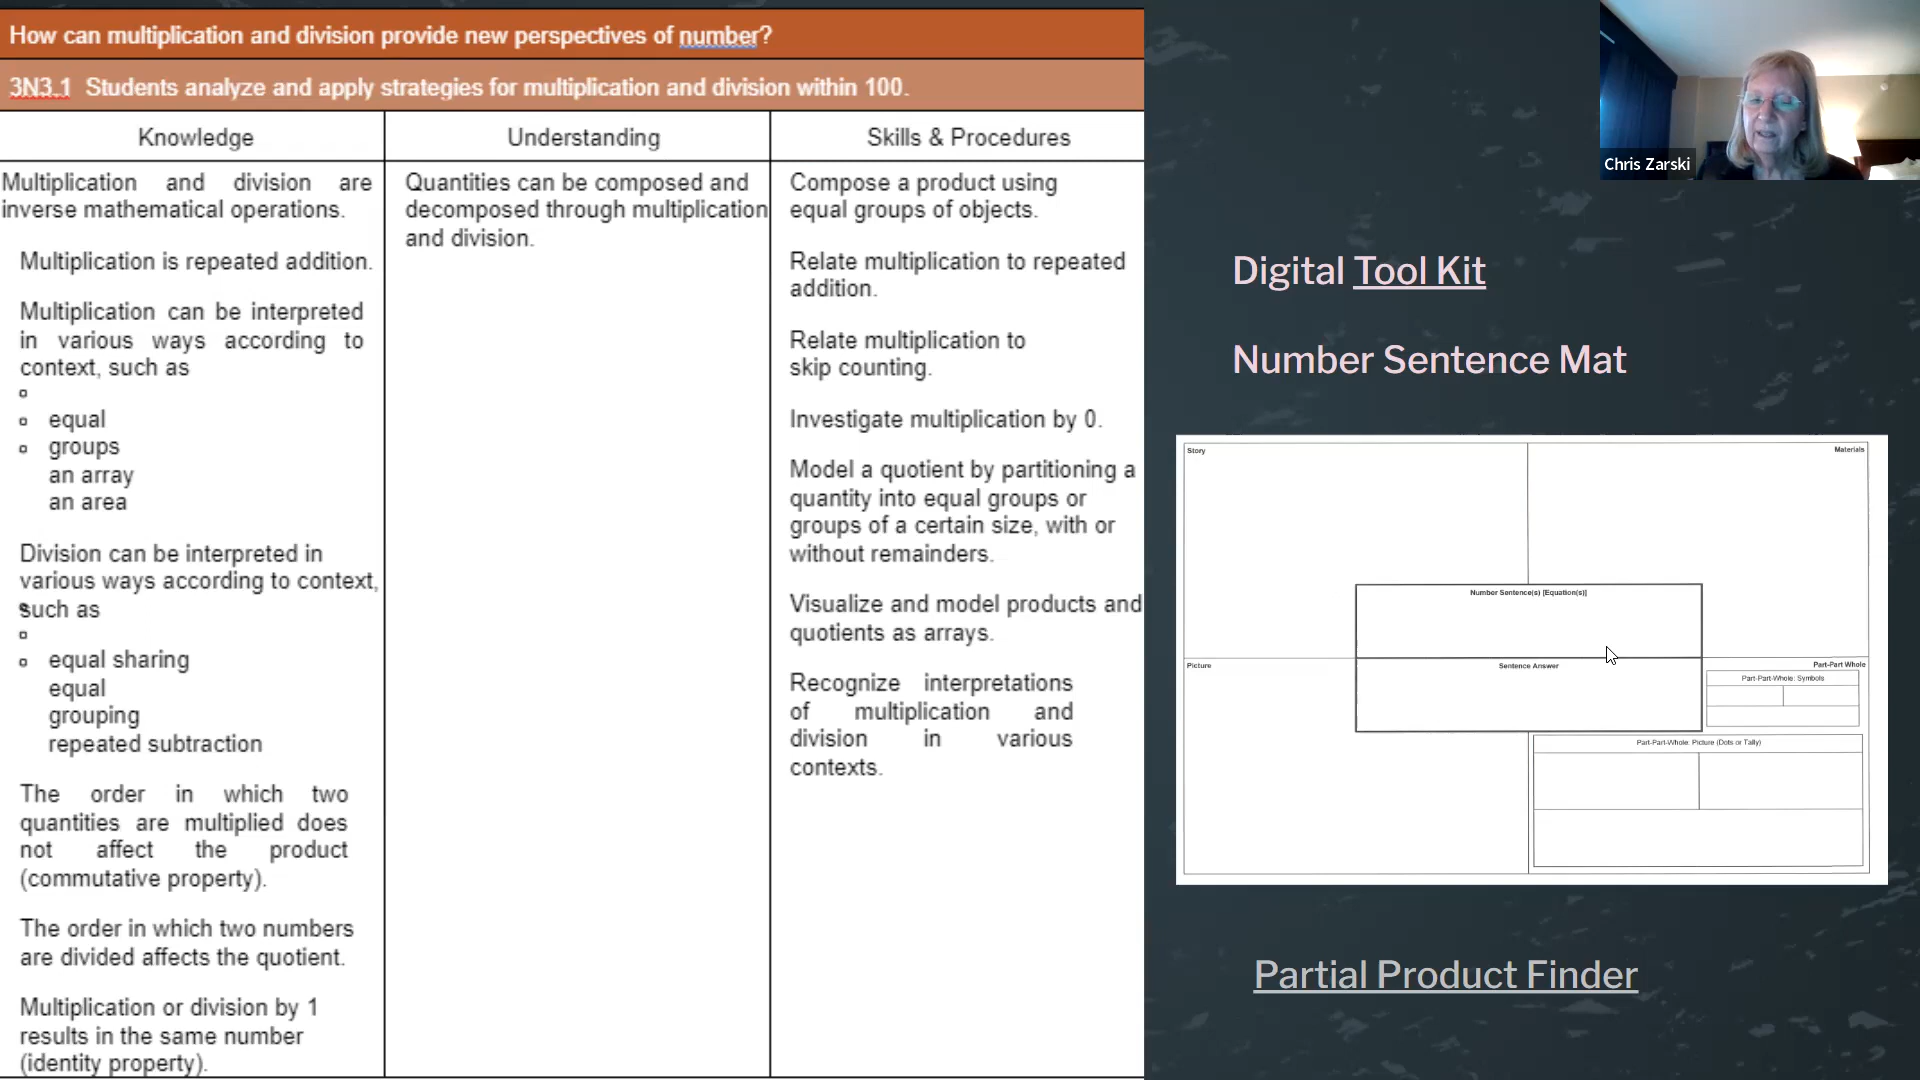 How can multiplication and division provide new perspectives of number?
3N3.1 Students analyze and apply strategies for multiplication and division within 100.
Knowledge
Multiplication and division are
inverse mathematical operations.
Multiplication is repeated addition.
Multiplication can be interpreted
in various ways according to
context, such as
equal
groups
an array
an area
Division can be interpreted in
various ways according to context,
such as
equal sharing
equal
grouping
repeated subtraction
The order in which two
quantities are multiplied does
not affect the product
(commutative property).
The order in which two numbers
are divided affects the quotient.
Multiplication or division by 1
results in the same number
(identity property).
Understanding
Quantities can be composed and
decomposed through multiplication
and division.
Skills & Procedures
Compose a product using
equal groups of objects.
Relate multiplication to repeated
addition.
Relate multiplication to
skip counting.
Investigate multiplication by 0.
Model a quotient by partitioning a
quantity into equal groups or
groups of a certain size, with or
without remainders.
Visualize and model products and
quotients as arrays.
Recognize interpretations
of multiplication and
division in various
contexts.
Chris Zarski
Digital Tool Kit
Number Sentence Mat
Story
Materials
Number Sentence(s) [Equation(s)]
Sentence Answer
Picture
Part-Part Whole
Part-Part-Whole: Symbols
Part-Part-Whole: Picture (Dots or Tally)
Partial Product Finder